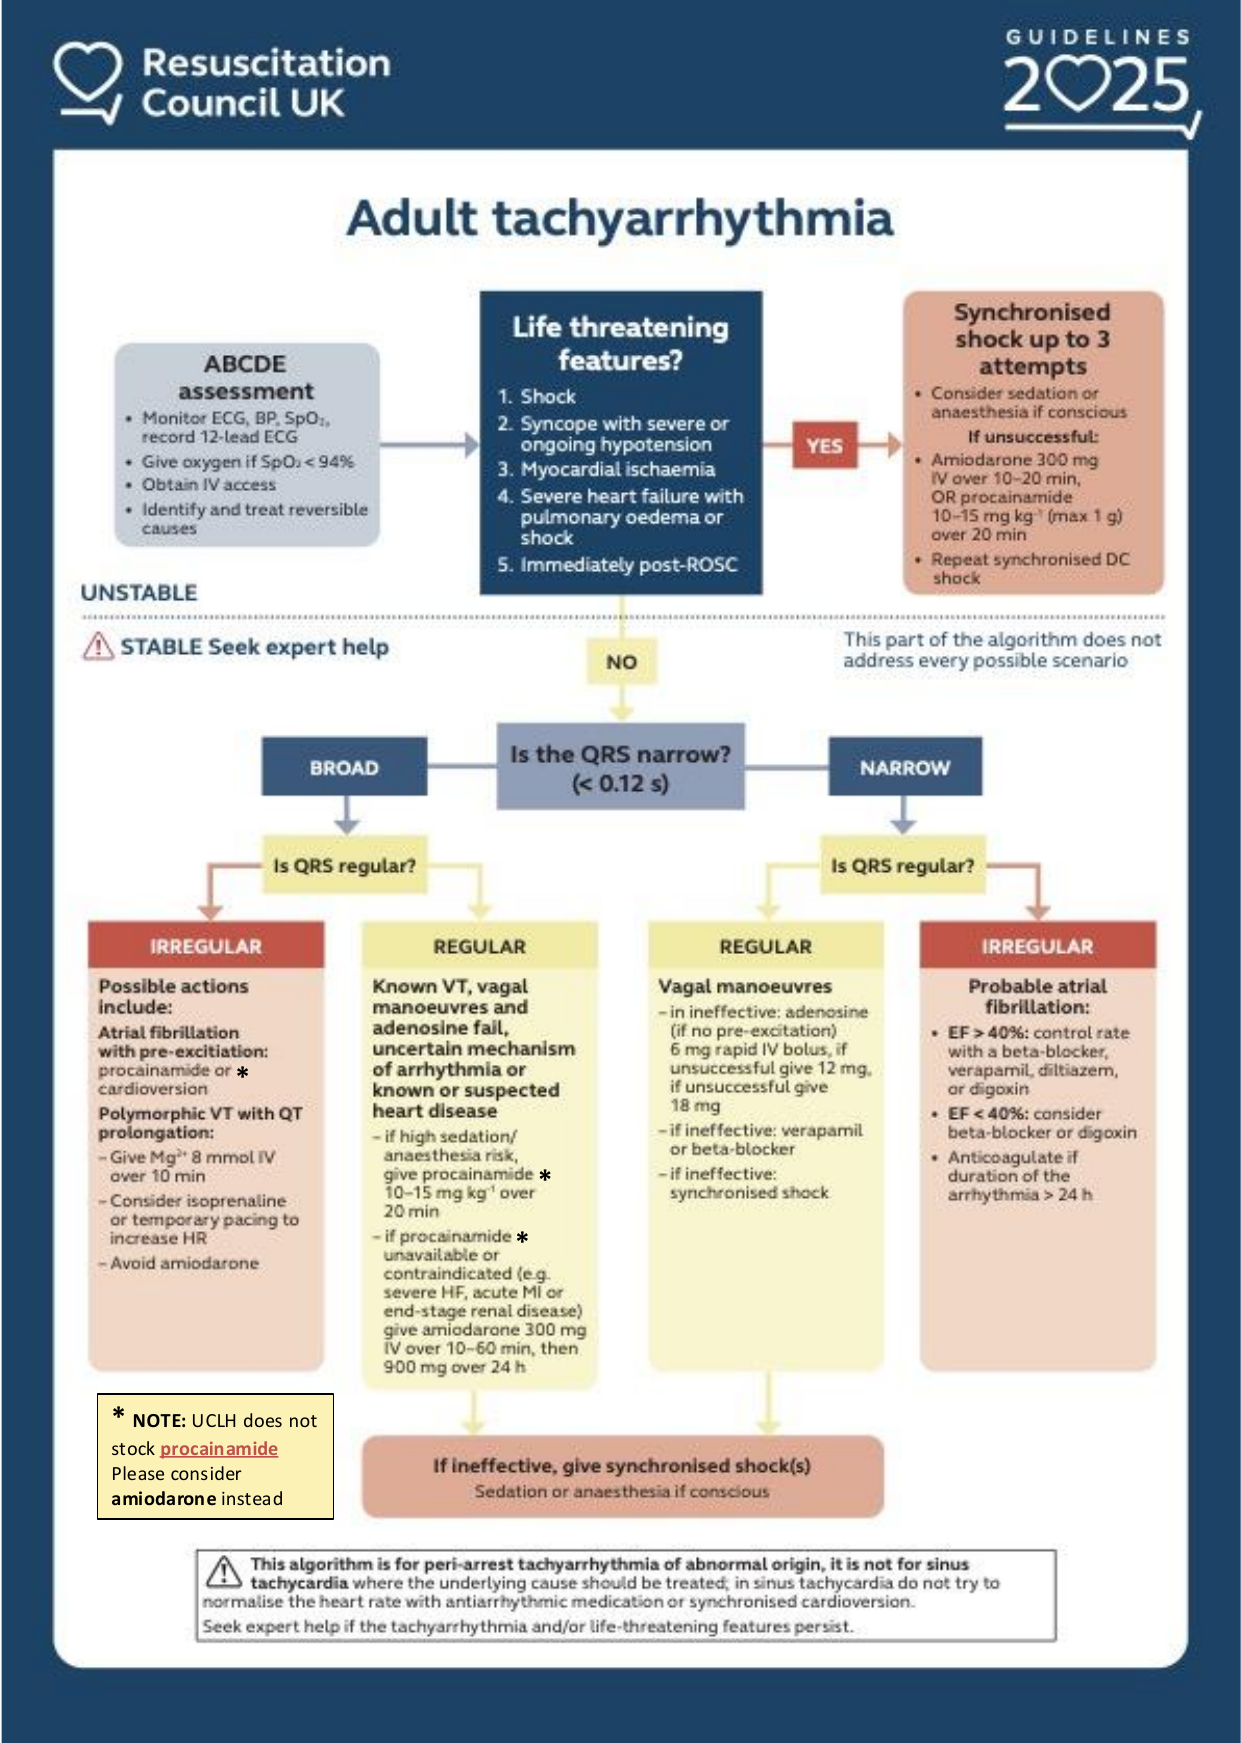 Resuscitation
Council UK
GUIDELINES
2025
Adult tachyarrhythmia
ABCDE
assessment
• Monitor ECG, BP, SpO₂,
record 12-lead ECG
• Give oxygen if SpO₂ < 94%
• Obtain IV access
• Identify and treat reversible
causes
Life threatening
features?
1. Shock
2. Syncope with severe or
ongoing hypotension
3. Myocardial ischaemia
4. Severe heart failure with
pulmonary oedema or
shock
5. Immediately post-ROSC
YES
Synchronised
shock up to 3
attempts
• Consider sedation or
anaesthesia if conscious
If unsuccessful:
• Amiodarone 300 mg
IV over 10–20 min,
OR procainamide
10–15 mg kg⁻¹ (max 1 g)
over 20 min
• Repeat synchronised DC
shock
UNSTABLE
STABLE Seek expert help
NO
This part of the algorithm does not
address every possible scenario
BROAD
Is the QRS narrow?
(< 0.12 s)
NARROW
Is QRS regular?
Is QRS regular?
IRREGULAR
Possible actions
include:
Atrial fibrillation
with pre-excitiation:
procainamide or *
cardioversion
Polymorphic VT with QT
prolongation:
– Give Mg²⁺ 8 mmol IV
over 10 min
– Consider isoprenaline
or temporary pacing to
increase HR
– Avoid amiodarone
REGULAR
Known VT, vagal
manoeuvres and
adenosine fail,
uncertain mechanism
of arrhythmia or
known or suspected
heart disease
– if high sedation/
anaesthesia risk,
give procainamide *
10–15 mg kg⁻¹ over
20 min
– if procainamide *
unavailable or
contraindicated (e.g.
severe HF, acute MI or
end-stage renal disease)
give amiodarone 300 mg
IV over 10–60 min, then
900 mg over 24 h
REGULAR
Vagal manoeuvres
– in ineffective: adenosine
(if no pre-excitation)
6 mg rapid IV bolus, if
unsuccessful give 12 mg,
if unsuccessful give
18 mg
– if ineffective: verapamil
or beta-blocker
– if ineffective:
synchronised shock
IRREGULAR
Probable atrial
fibrillation:
• EF > 40%: control rate
with a beta-blocker,
verapamil, diltiazem,
or digoxin
• EF < 40%: consider
beta-blocker or digoxin
• Anticoagulate if
duration of the
arrhythmia > 24 h
* NOTE: UCLH does not
stock procainamide
Please consider
amiodarone instead
If ineffective, give synchronised shock(s)
Sedation or anaesthesia if conscious
This algorithm is for peri-arrest tachyarrhythmia of abnormal origin, it is not for sinus
tachycardia where the underlying cause should be treated; in sinus tachycardia do not try to
normalise the heart rate with antiarrhythmic medication or synchronised cardioversion.
Seek expert help if the tachyarrhythmia and/or life-threatening features persist.